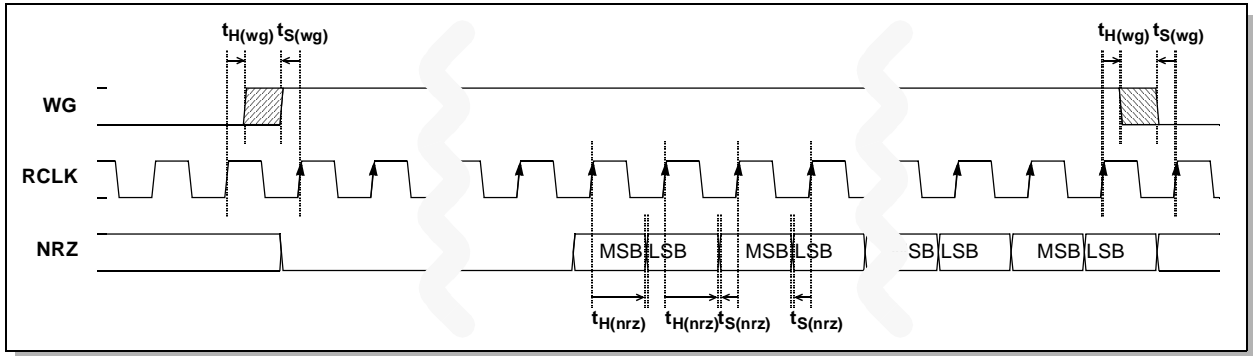 tH(wg) tS(wg) tH(wg) tS(wg)
WG
RCLK
NRZ MSB LSB MSB LSB SB LSB MSB LSB
tH(nrz) tH(nrz) tS(nrz) tS(nrz)